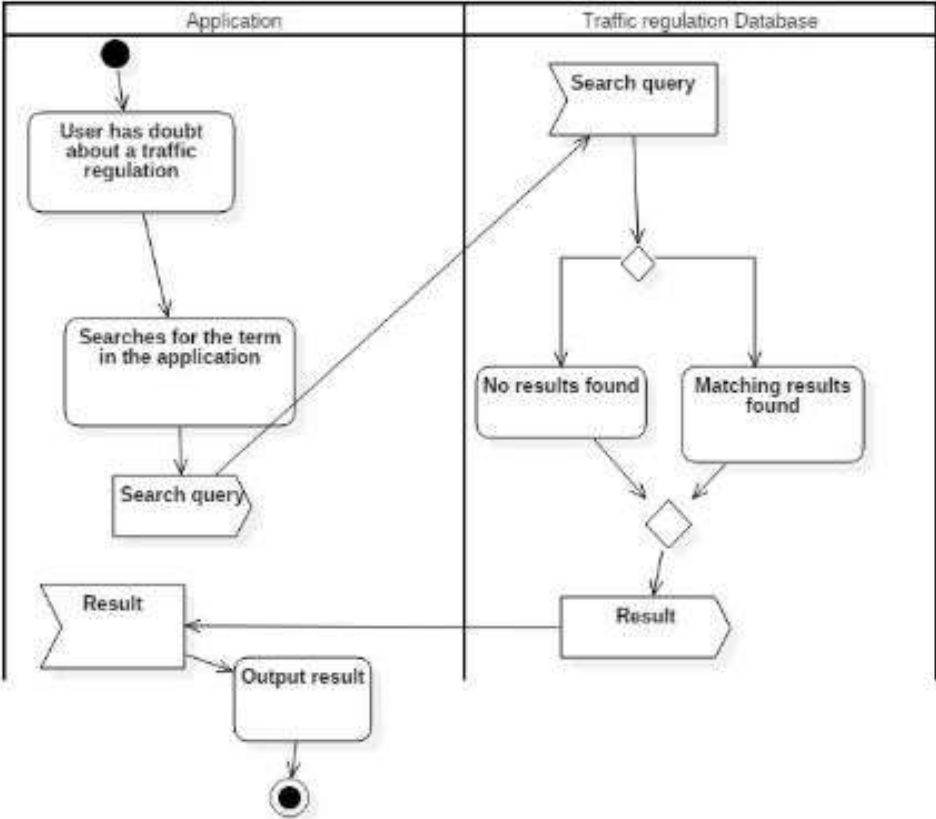 Application
Traffic regulation Database
User has doubt
about a traffic
regulation
Searches for the term
in the application
Search query
Search query
No results found
Matching results
found
Result
Result
Output result